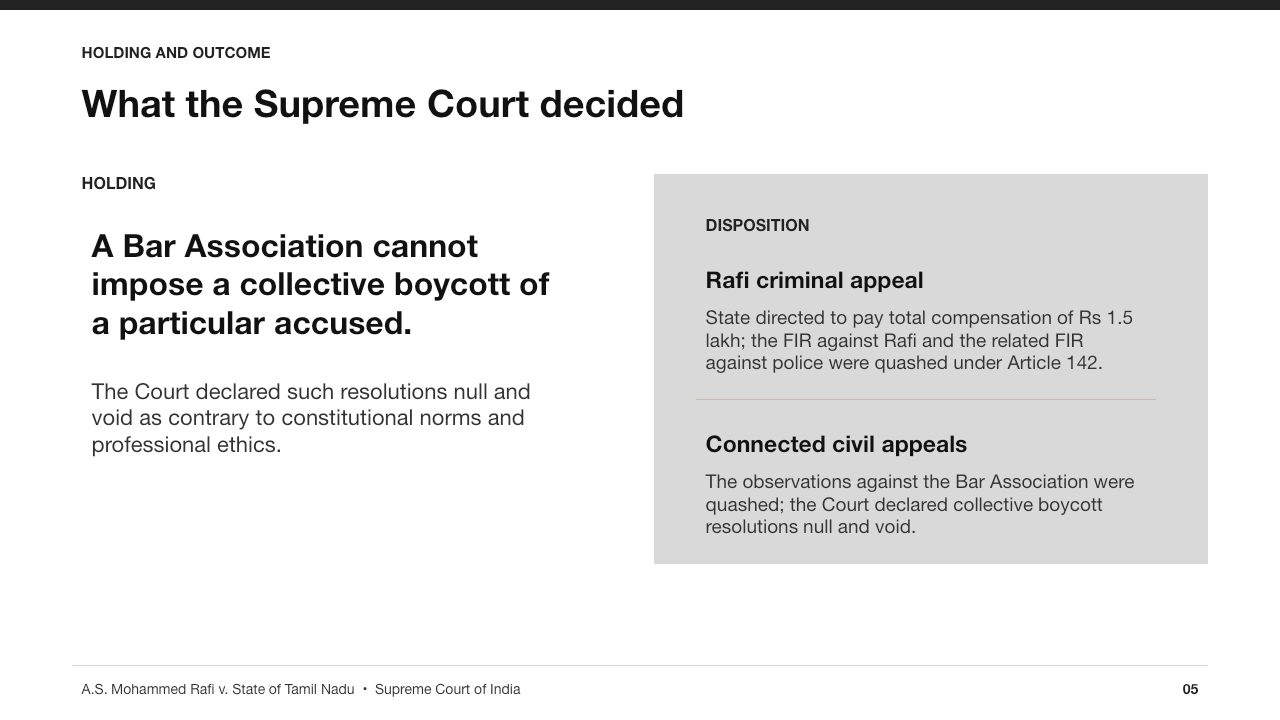 HOLDING AND OUTCOME
What the Supreme Court decided
HOLDING
A Bar Association cannot
impose a collective boycott of
a particular accused.
The Court declared such resolutions null and
void as contrary to constitutional norms and
professional ethics.
DISPOSITION
Rafi criminal appeal
State directed to pay total compensation of Rs 1.5
lakh; the FIR against Rafi and the related FIR
against police were quashed under Article 142.
Connected civil appeals
The observations against the Bar Association were
quashed; the Court declared collective boycott
resolutions null and void.
A.S. Mohammed Rafi v. State of Tamil Nadu • Supreme Court of India
05